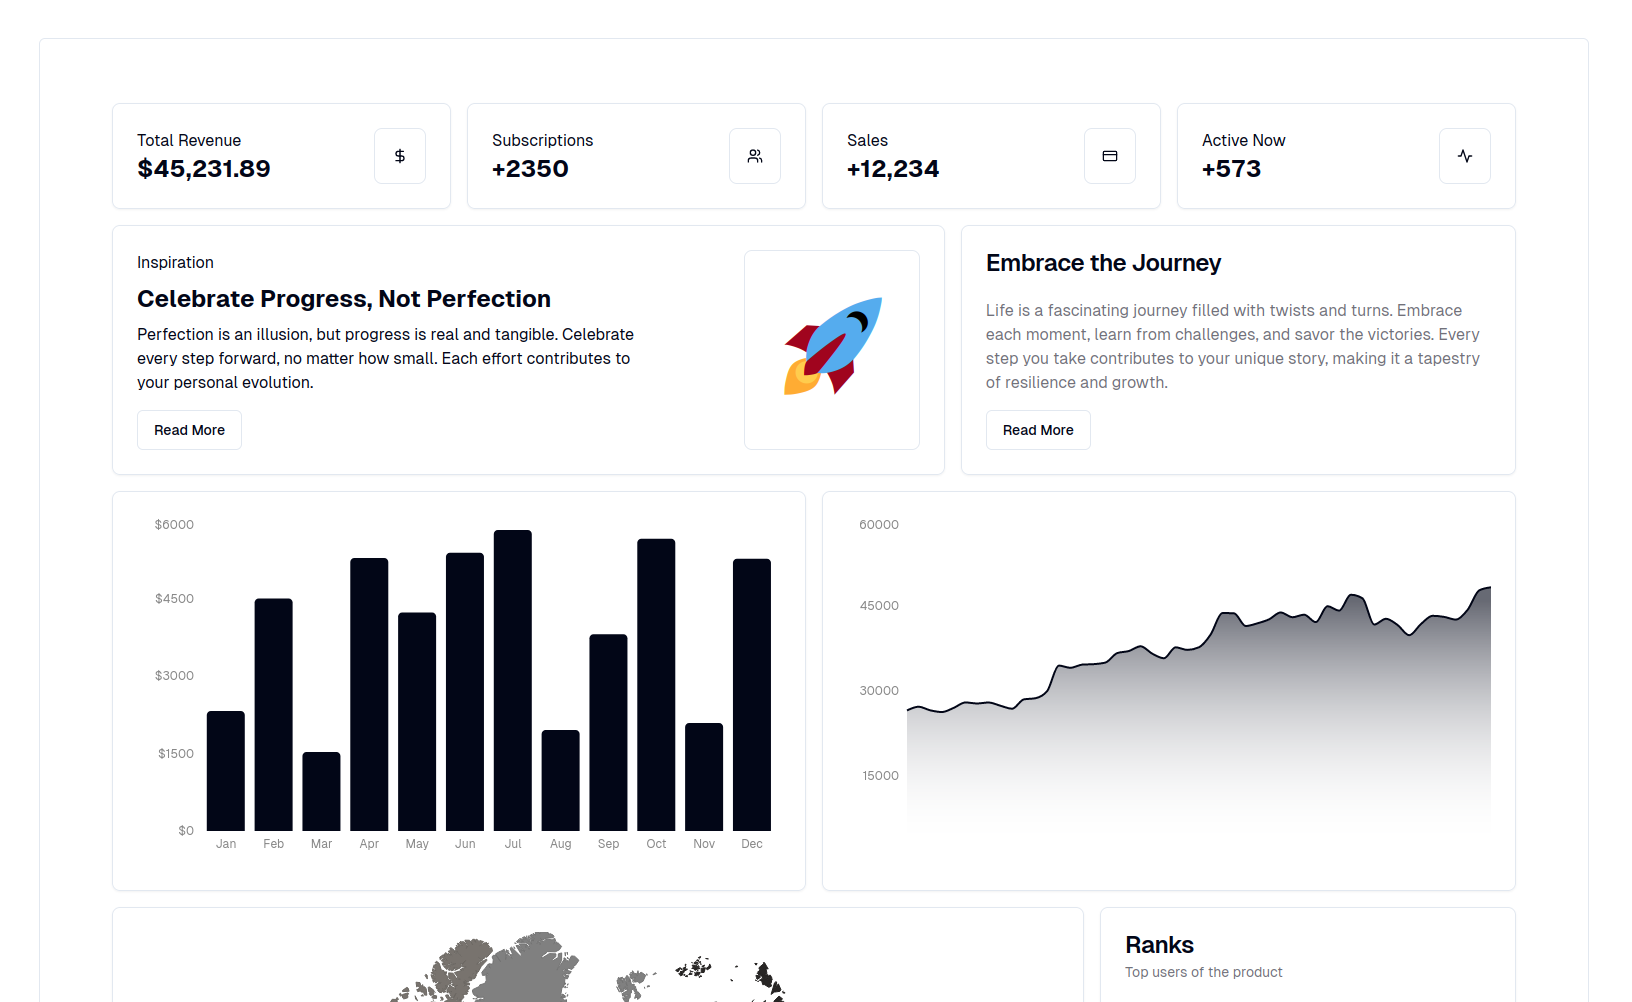 Total Revenue
$45,231.89
Subscriptions
+2350
Sales
+12,234
Active Now
+573
Inspiration
Celebrate Progress, Not Perfection
Perfection is an illusion, but progress is real and tangible. Celebrate
every step forward, no matter how small. Each effort contributes to
your personal evolution.
Read More
Embrace the Journey
Life is a fascinating journey filled with twists and turns. Embrace
each moment, learn from challenges, and savor the victories. Every
step you take contributes to your unique story, making it a tapestry
of resilience and growth.
Read More
$6000
$4500
$3000
$1500
$0
Jan Feb Mar Apr May Jun Jul Aug Sep Oct Nov Dec
60000
45000
30000
15000
Ranks
Top users of the product